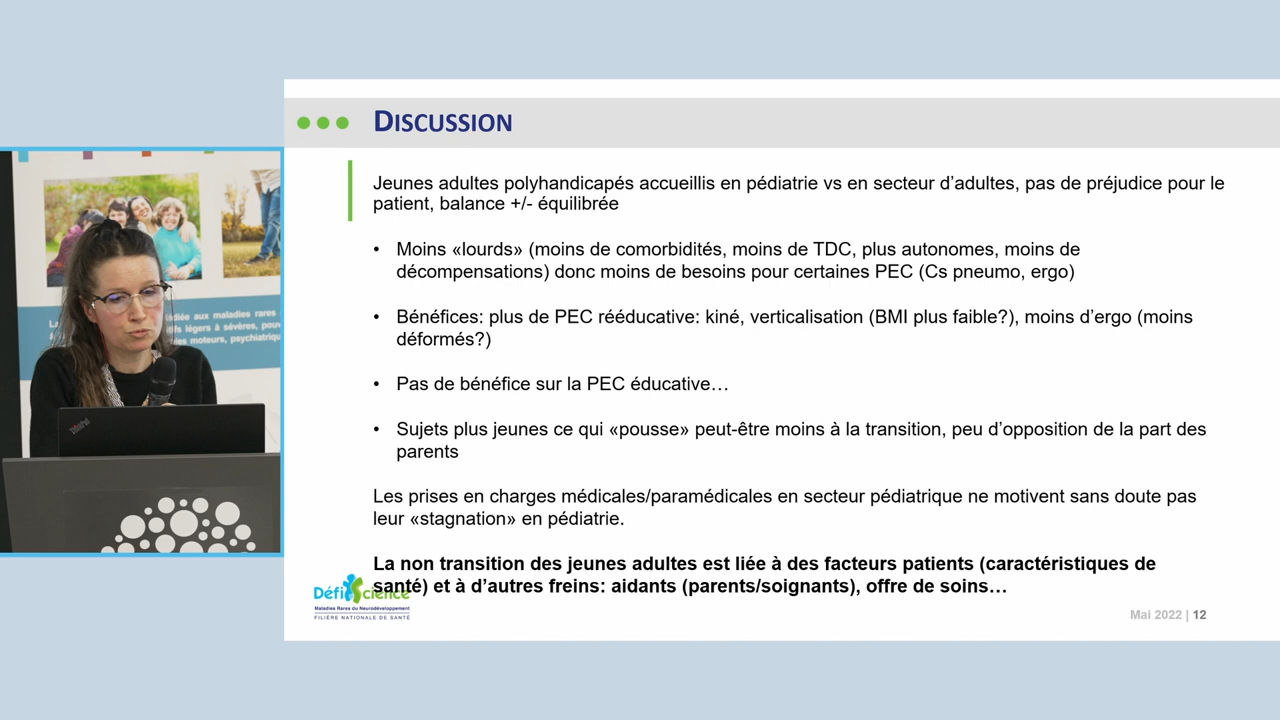 DISCUSSION
Jeunes adultes polyhandicapés accueillis en pédiatrie vs en secteur d'adultes, pas de préjudice pour le
patient, balance +/- équilibrée
• Moins «lourds» (moins de comorbidités, moins de TDC, plus autonomes, moins de
décompensations) donc moins de besoins pour certaines PEC (Cs pneumo, ergo)
• Bénéfices: plus de PEC rééducative: kiné, verticalisation (BMI plus faible?), moins d'ergo (moins
déformés?)
• Pas de bénéfice sur la PEC éducative…
• Sujets plus jeunes ce qui «pousse» peut-être moins à la transition, peu d'opposition de la part des
parents
Les prises en charges médicales/paramédicales en secteur pédiatrique ne motivent sans doute pas
leur «stagnation» en pédiatrie.
La non transition des jeunes adultes est liée à des facteurs patients (caractéristiques de
santé) et à d'autres freins: aidants (parents/soignants), offre de soins…
DéfiScience
Maladies Rares du Neurodéveloppement
FILIÈRE NATIONALE DE SANTÉ
Mai 2022 | 12
maladies rares
légers à sévères,
moteurs,
ThinkPad